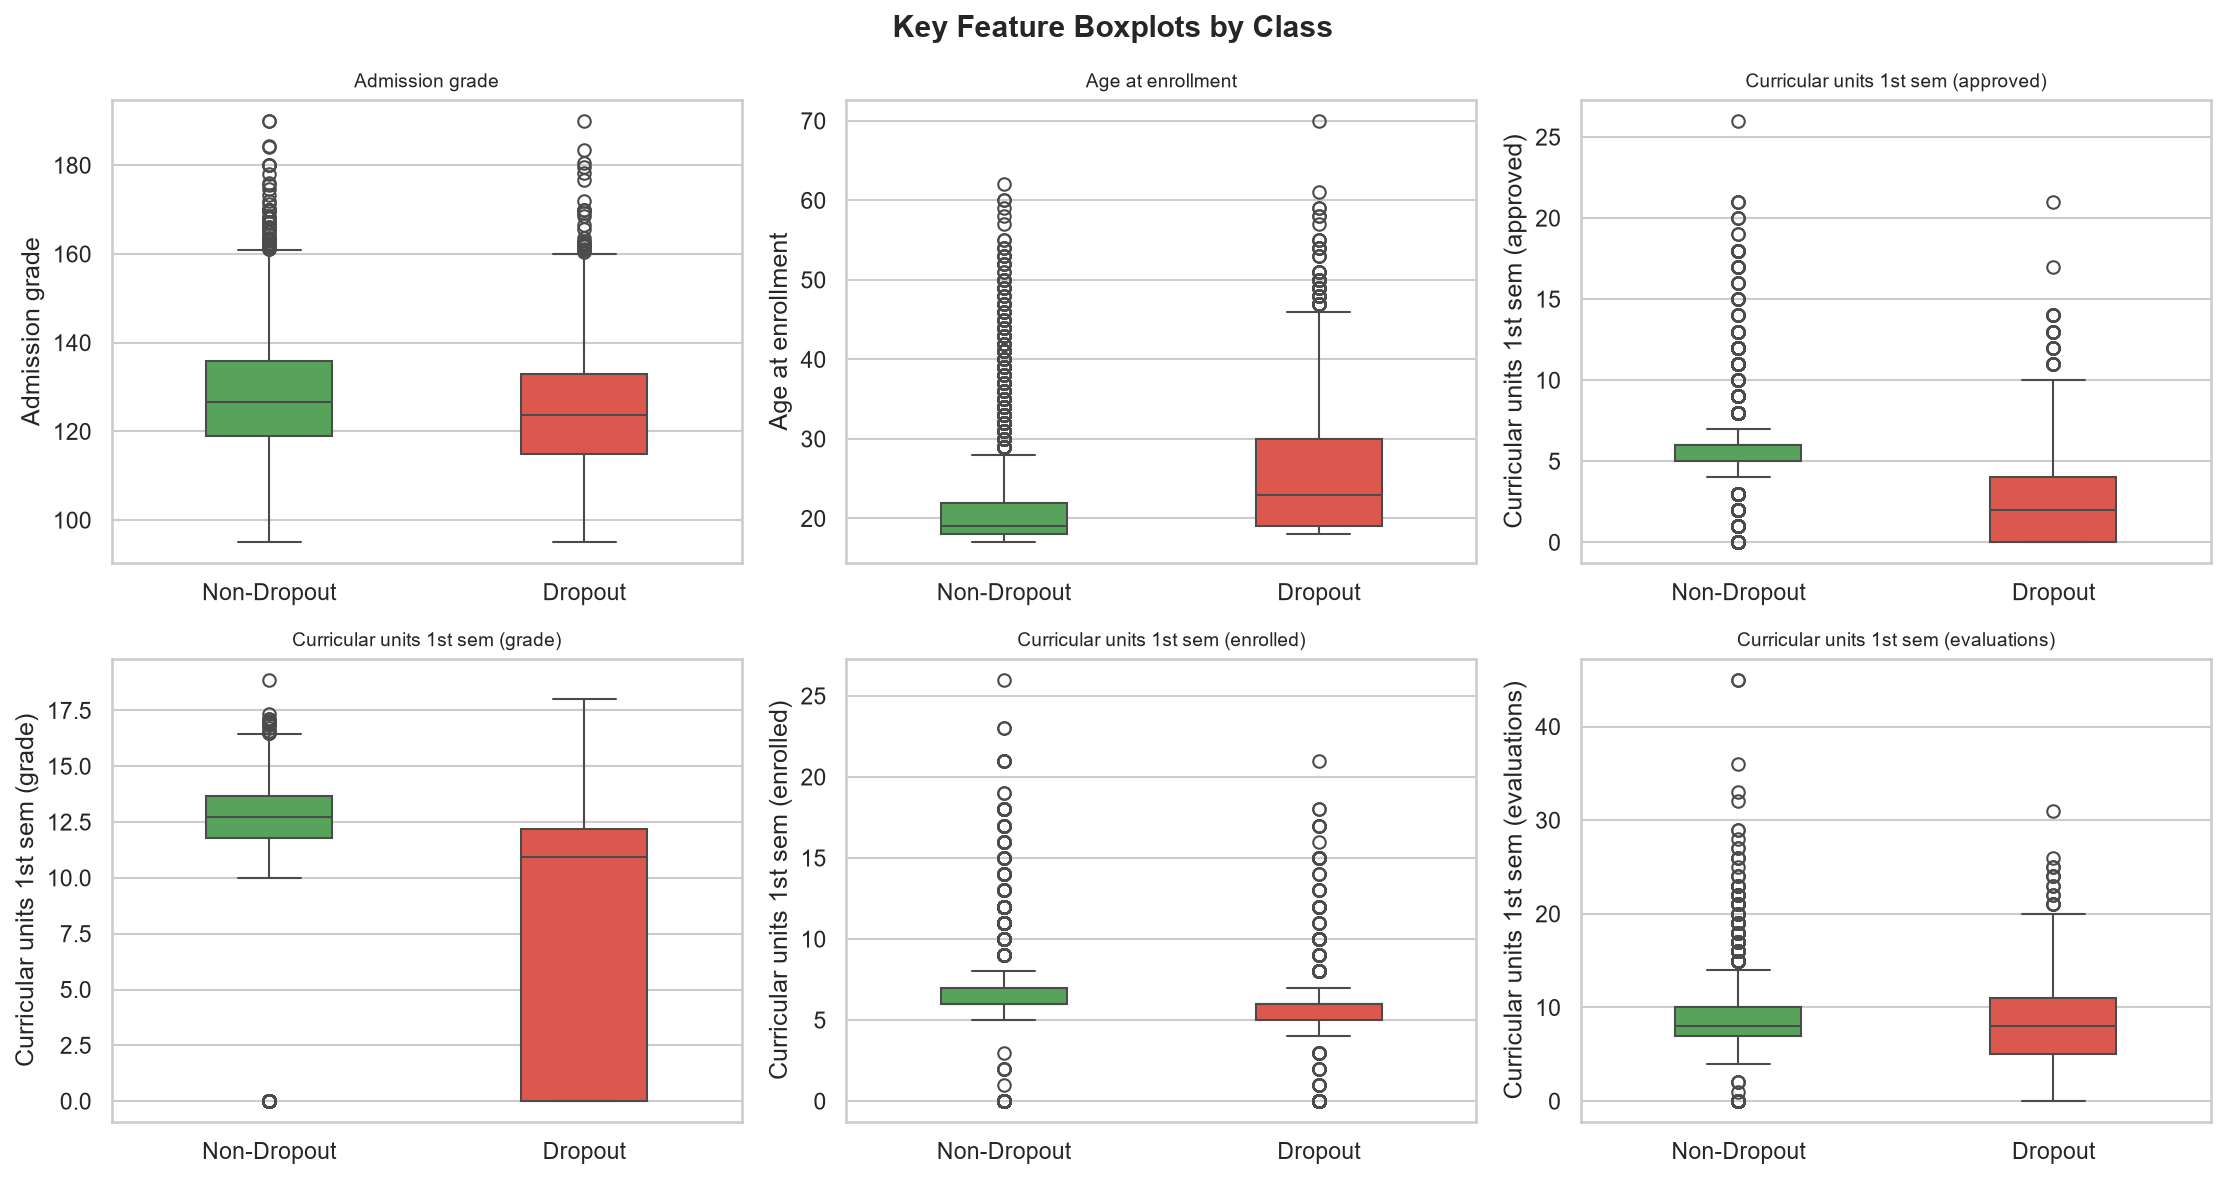 Key Feature Boxplots by Class
Admission grade
Admission grade
180
160
140
120
100
Non-Dropout
Dropout
Age at enrollment
Age at enrollment
70
60
50
40
30
20
Non-Dropout
Dropout
Curricular units 1st sem (approved)
Curricular units 1st sem (approved)
25
20
15
10
5
0
Non-Dropout
Dropout
Curricular units 1st sem (grade)
Curricular units 1st sem (grade)
17.5
15.0
12.5
10.0
7.5
5.0
2.5
0.0
Non-Dropout
Dropout
Curricular units 1st sem (enrolled)
Curricular units 1st sem (enrolled)
25
20
15
10
5
0
Non-Dropout
Dropout
Curricular units 1st sem (evaluations)
Curricular units 1st sem (evaluations)
40
30
20
10
0
Non-Dropout
Dropout